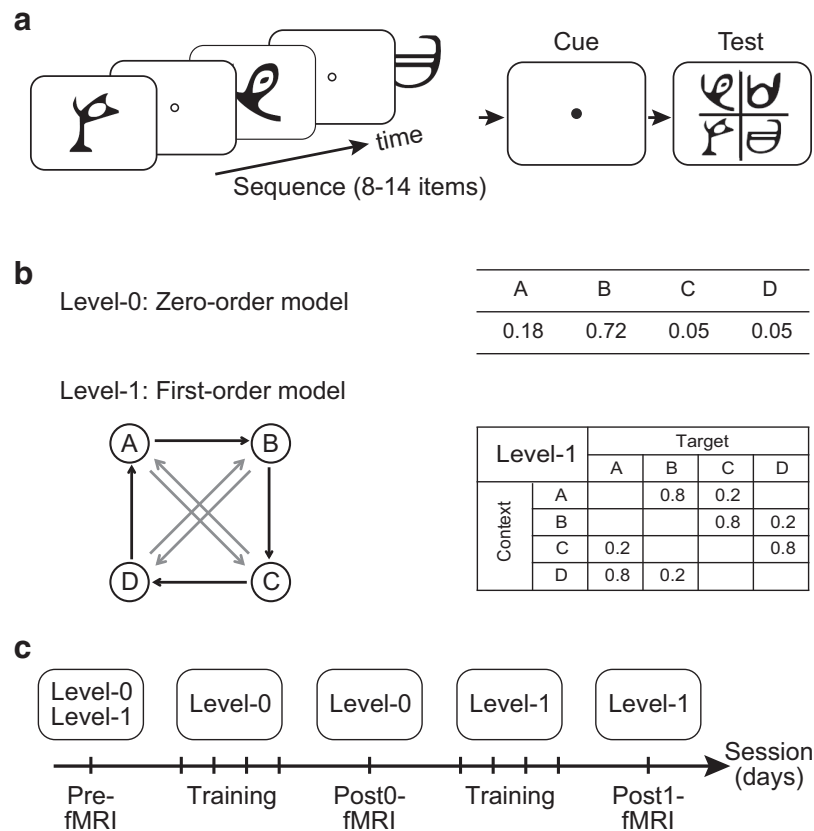 a
Cue
Test
time
Sequence (8-14 items)
b
Level-0: Zero-order model
A B C D
0.18 0.72 0.05 0.05
Level-1: First-order model
A B
D C
Level-1 Target
A B C D
Context
A 0.8 0.2
B 0.8 0.2
C 0.2 0.8
D 0.8 0.2
c
Level-0
Level-1
Level-0
Level-0
Level-1
Level-1
Session
(days)
Pre-
fMRI
Training
Post0-
fMRI
Training
Post1-
fMRI